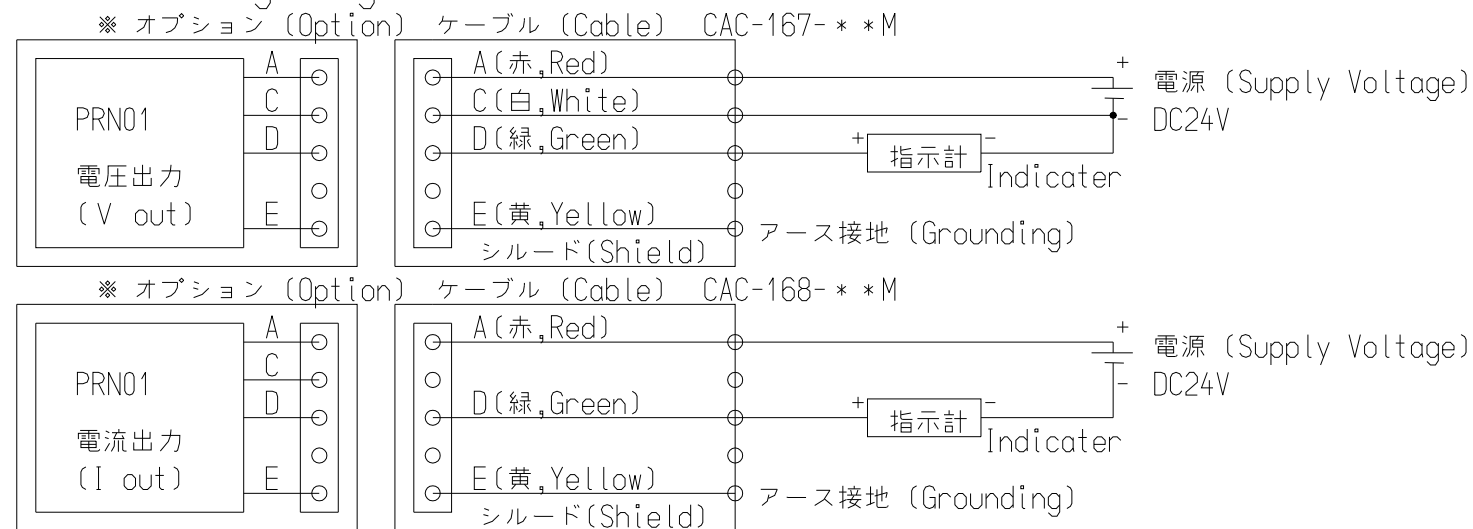 ※ オプション (Option) ケーブル (Cable) CAC-167-**M
A A(赤,Red) + 電源 (Supply Voltage)
C C(白,White) - DC24V
PRN01
D D(緑,Green) + 指示計 - Indicater
電圧出力
(V out)
E E(黄,Yellow) アース接地 (Grounding)
シルード(Shield)
※ オプション (Option) ケーブル (Cable) CAC-168-**M
A A(赤,Red) + 電源 (Supply Voltage)
C - DC24V
PRN01
D D(緑,Green) + 指示計 - Indicater
電流出力
(I out)
E E(黄,Yellow) アース接地 (Grounding)
シルード(Shield)